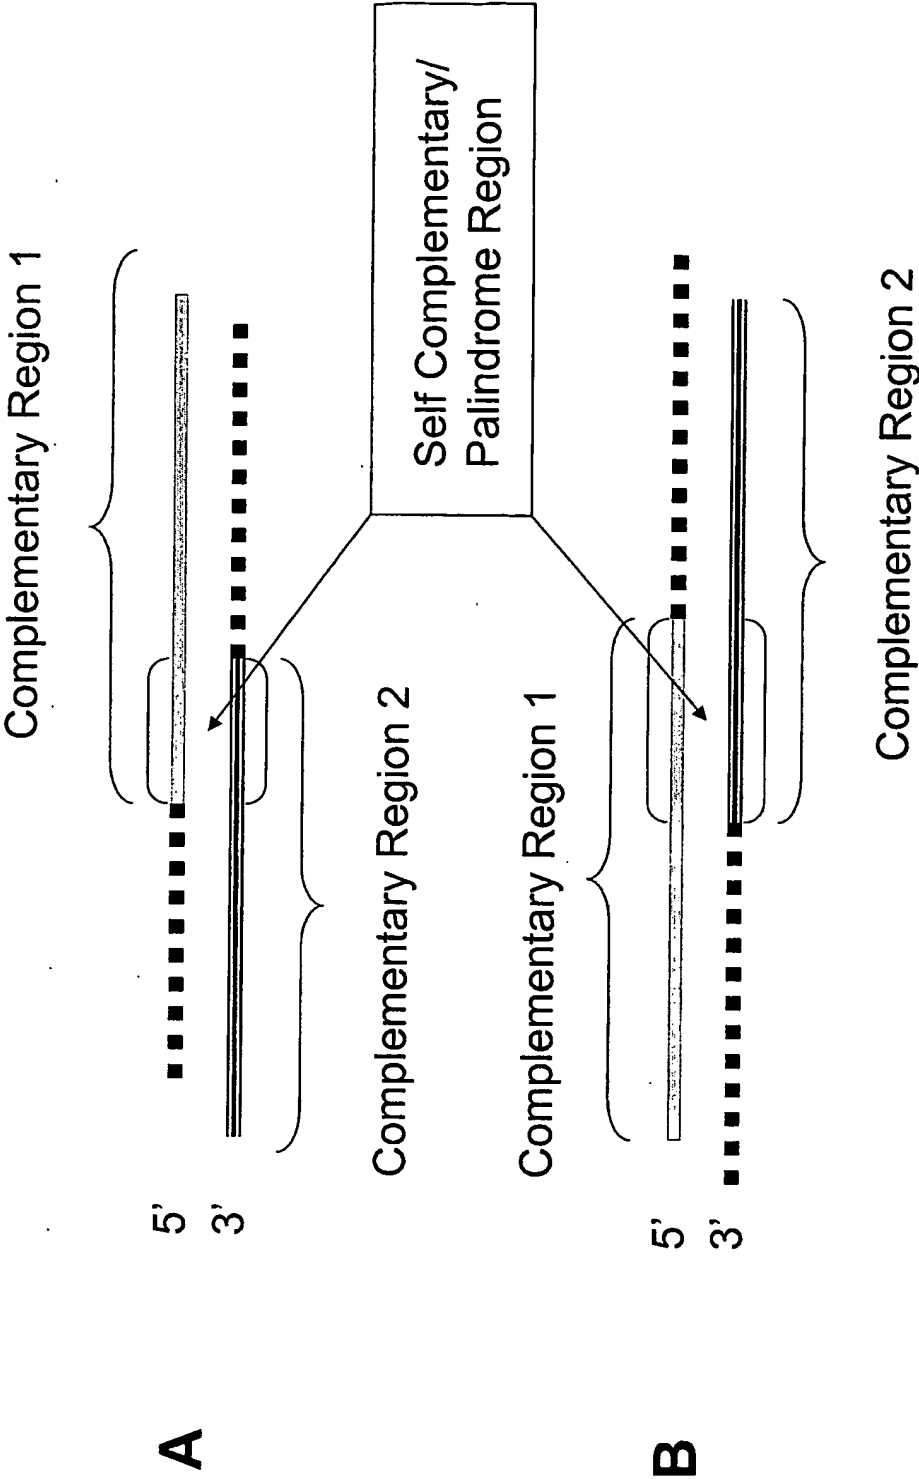 A
Complementary Region 1
5'
3'
Complementary Region 2
Self Complementary/
Palindrome Region
B
Complementary Region 1
5'
3'
Complementary Region 2